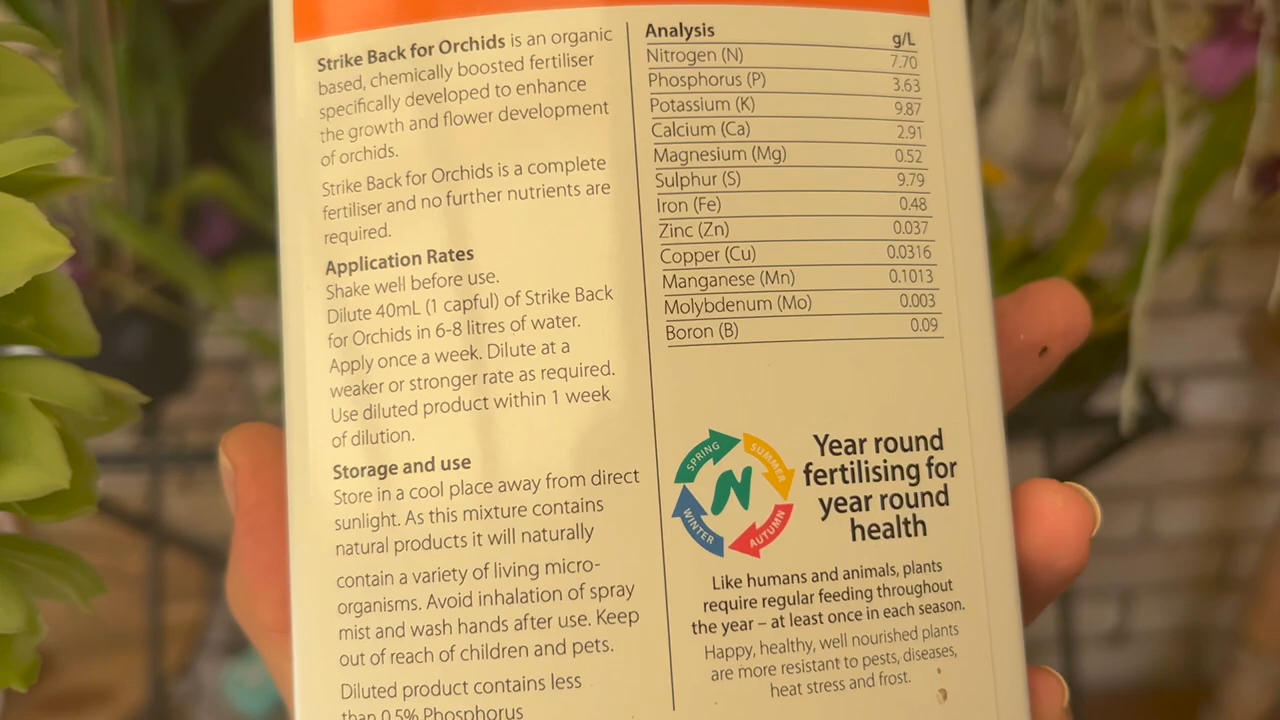 Strike Back for Orchids is an organic
based, chemically boosted fertiliser
specifically developed to enhance
the growth and flower development
of orchids.
Strike Back for Orchids is a complete
fertiliser and no further nutrients are
required.
Application Rates
Shake well before use.
Dilute 40mL (1 capful) of Strike Back
for Orchids in 6-8 litres of water.
Apply once a week. Dilute at a
weaker or stronger rate as required.
Use diluted product within 1 week
of dilution.
Storage and use
Store in a cool place away from direct
sunlight. As this mixture contains
natural products it will naturally
contain a variety of living micro-
organisms. Avoid inhalation of spray
mist and wash hands after use. Keep
out of reach of children and pets.
Diluted product contains less
than 0.5% Phosphorus
Analysis g/L
Nitrogen (N) 7.70
Phosphorus (P) 3.63
Potassium (K) 9.87
Calcium (Ca) 2.91
Magnesium (Mg) 0.52
Sulphur (S) 9.79
Iron (Fe) 0.48
Zinc (Zn) 0.037
Copper (Cu) 0.0316
Manganese (Mn) 0.1013
Molybdenum (Mo) 0.003
Boron (B) 0.09
SPRING
SUMMER
AUTUMN
WINTER
N
Year round
fertilising for
year round
health
Like humans and animals, plants
require regular feeding throughout
the year – at least once in each season.
Happy, healthy, well nourished plants
are more resistant to pests, diseases,
heat stress and frost.